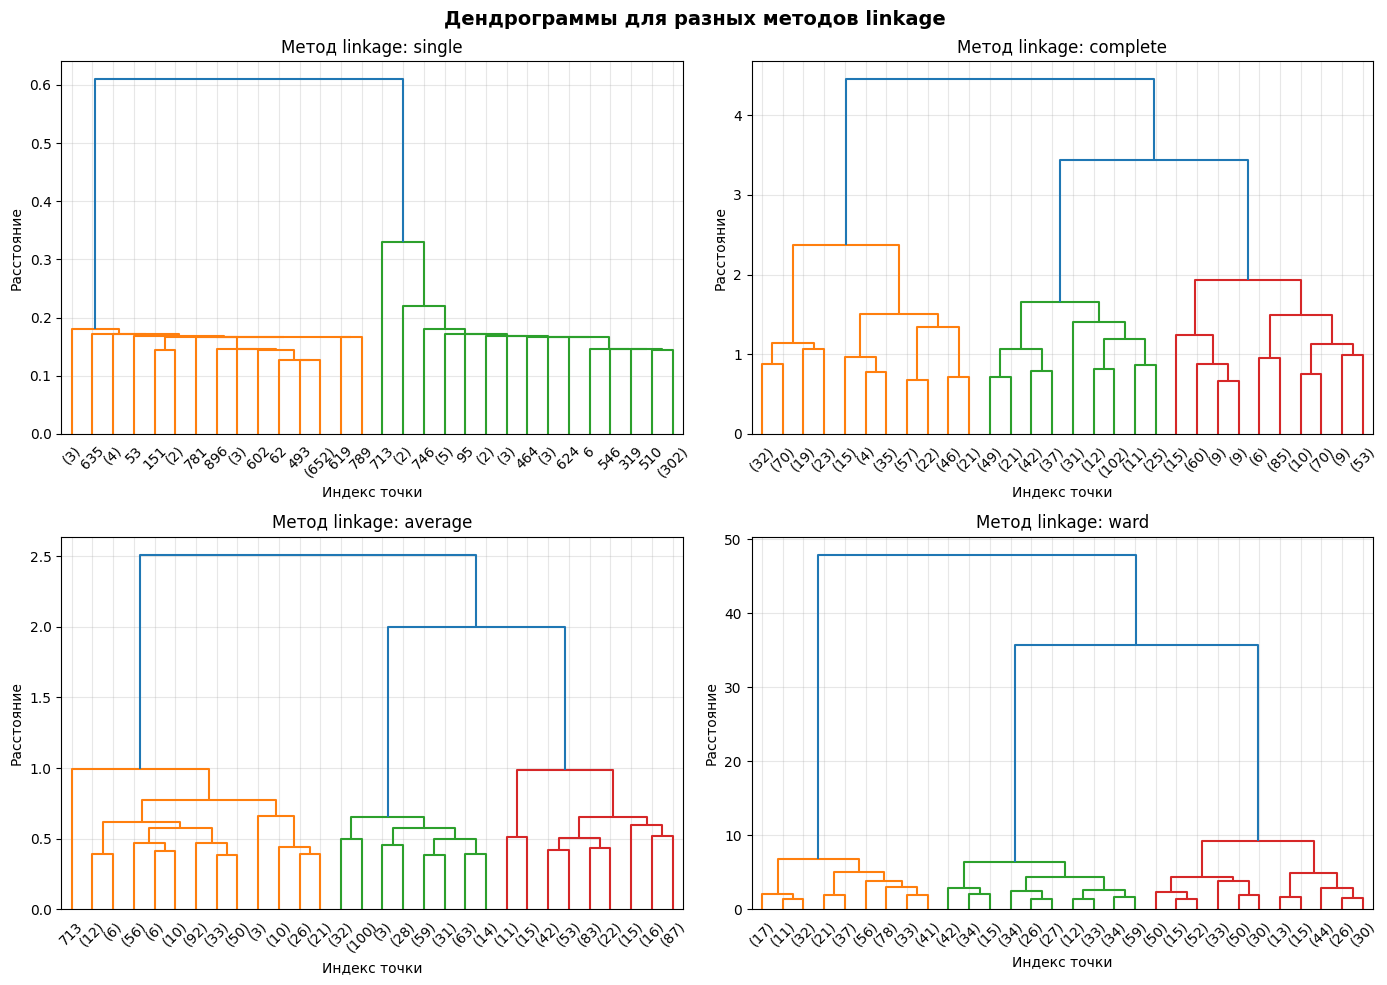 Дендрограммы для разных методов linkage
Метод linkage: single
0.6
0.5
0.4
0.3
0.2
0.1
0.0
Расстояние
(3) 635 (4) 53 151 (2) 781 896 (3) 602 62 493 (652) 619 789 713 (2) 746 (5) 95 (2) (3) 464 (3) 624 6 546 319 510 (302)
Индекс точки
Метод linkage: complete
4
3
2
1
0
Расстояние
(32) (70) (19) (23) (15) (4) (35) (57) (22) (46) (21) (49) (21) (42) (37) (31) (12) (102) (11) (25) (15) (60) (9) (9) (6) (85) (10) (70) (9) (53)
Индекс точки
Метод linkage: average
2.5
2.0
1.5
1.0
0.5
0.0
Расстояние
713 (12) (6) (56) (6) (10) (92) (33) (50) (3) (10) (26) (21) (32) (100) (3) (28) (59) (31) (63) (14) (11) (15) (42) (53) (83) (22) (15) (16) (87)
Индекс точки
Метод linkage: ward
50
40
30
20
10
0
Расстояние
(17) (11) (32) (21) (37) (56) (78) (33) (41) (42) (34) (15) (34) (26) (27) (12) (33) (34) (59) (50) (15) (52) (33) (50) (30) (13) (15) (44) (26) (30)
Индекс точки